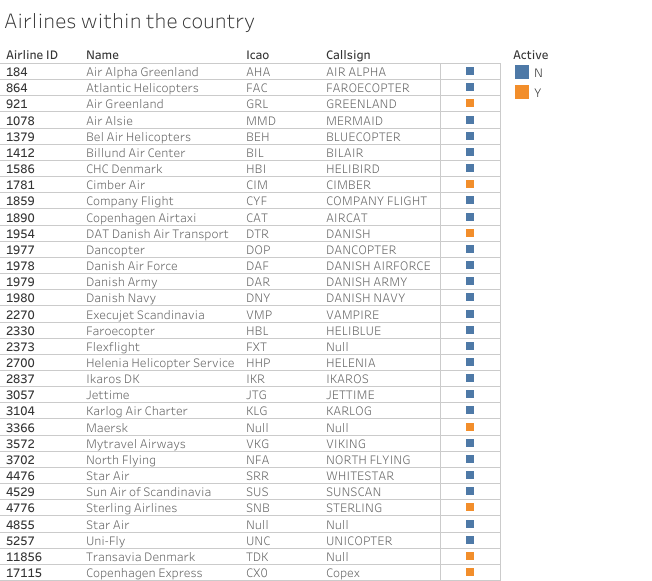 Airlines within the country
Airline ID Name Icao Callsign Active
184 Air Alpha Greenland AHA AIR ALPHA N
864 Atlantic Helicopters FAC FAROECOPTER Y
921 Air Greenland GRL GREENLAND
1078 Air Alsie MMD MERMAID
1379 Bel Air Helicopters BEH BLUECOPTER
1412 Billund Air Center BIL BILAIR
1586 CHC Denmark HBI HELIBIRD
1781 Cimber Air CIM CIMBER
1859 Company Flight CYF COMPANY FLIGHT
1890 Copenhagen Airtaxi CAT AIRCAT
1954 DAT Danish Air Transport DTR DANISH
1977 Dancopter DOP DANCOPTER
1978 Danish Air Force DAF DANISH AIRFORCE
1979 Danish Army DAR DANISH ARMY
1980 Danish Navy DNY DANISH NAVY
2270 Execujet Scandinavia VMP VAMPIRE
2330 Faroecopter HBL HELIBLUE
2373 Flexflight FXT Null
2700 Helenia Helicopter Service HHP HELENIA
2837 Ikaros DK IKR IKAROS
3057 Jettime JTG JETTIME
3104 Karlog Air Charter KLG KARLOG
3366 Maersk Null Null
3572 Mytravel Airways VKG VIKING
3702 North Flying NFA NORTH FLYING
4476 Star Air SRR WHITESTAR
4529 Sun Air of Scandinavia SUS SUNSCAN
4776 Sterling Airlines SNB STERLING
4855 Star Air Null Null
5257 Uni-Fly UNC UNICOPTER
11856 Transavia Denmark TDK Null
17115 Copenhagen Express CX0 Copex